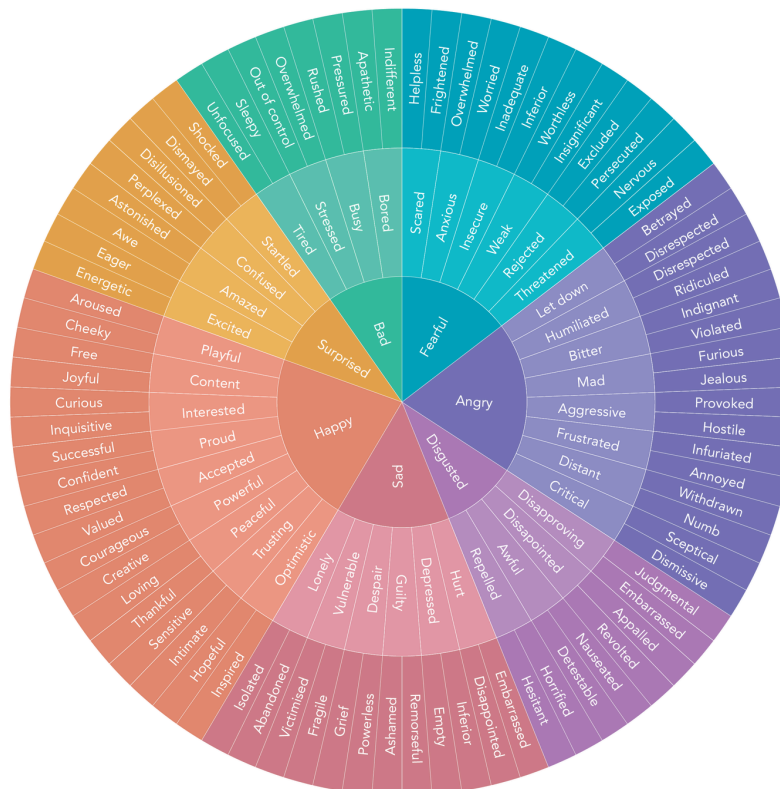 Fearful
Angry
Disgusted
Sad
Happy
Surprised
Bad
Scared
Anxious
Insecure
Weak
Rejected
Threatened
Let down
Humiliated
Bitter
Mad
Aggressive
Frustrated
Distant
Critical
Disapproving
Dissapointed
Awful
Repelled
Hurt
Depressed
Guilty
Despair
Vulnerable
Lonely
Optimistic
Trusting
Peaceful
Powerful
Accepted
Proud
Interested
Content
Playful
Excited
Amazed
Confused
Startled
Tired
Stressed
Busy
Bored
Helpless
Frightened
Overwhelmed
Worried
Inadequate
Inferior
Worthless
Insignificant
Excluded
Persecuted
Nervous
Exposed
Betrayed
Disrespected
Disrespected
Ridiculed
Indignant
Violated
Furious
Jealous
Provoked
Hostile
Infuriated
Annoyed
Withdrawn
Numb
Sceptical
Dismissive
Judgmental
Embarrassed
Appalled
Revolted
Nauseated
Detestable
Horrified
Hesitant
Embarrassed
Disappointed
Inferior
Empty
Remorseful
Ashamed
Powerless
Grief
Fragile
Victimised
Abandoned
Isolated
Inspired
Hopeful
Intimate
Sensitive
Thankful
Loving
Creative
Courageous
Valued
Respected
Confident
Successful
Inquisitive
Curious
Joyful
Free
Cheeky
Aroused
Energetic
Eager
Awe
Astonished
Perplexed
Disillusioned
Dismayed
Shocked
Unfocused
Sleepy
Out of control
Overwhelmed
Rushed
Pressured
Apathetic
Indifferent